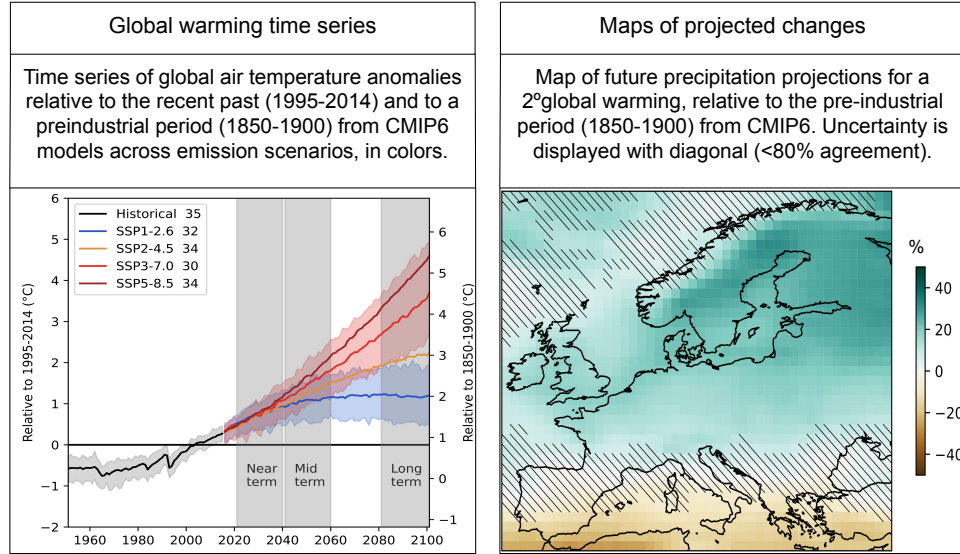 Global warming time series
Time series of global air temperature anomalies
relative to the recent past (1995-2014) and to a
preindustrial period (1850-1900) from CMIP6
models across emission scenarios, in colors.
6
5
4
3
2
1
0
−1
−2
Relative to 1995-2014 (°C)
Historical 35
SSP1-2.6 32
SSP2-4.5 34
SSP3-7.0 30
SSP5-8.5 34
Near
term
Mid
term
Long
term
6
5
4
3
2
1
0
−1
Relative to 1850-1900 (°C)
1960 1980 2000 2020 2040 2060 2080 2100
Maps of projected changes
Map of future precipitation projections for a
2ºglobal warming, relative to the pre-industrial
period (1850-1900) from CMIP6. Uncertainty is
displayed with diagonal (<80% agreement).
%
40
20
0
−20
−40